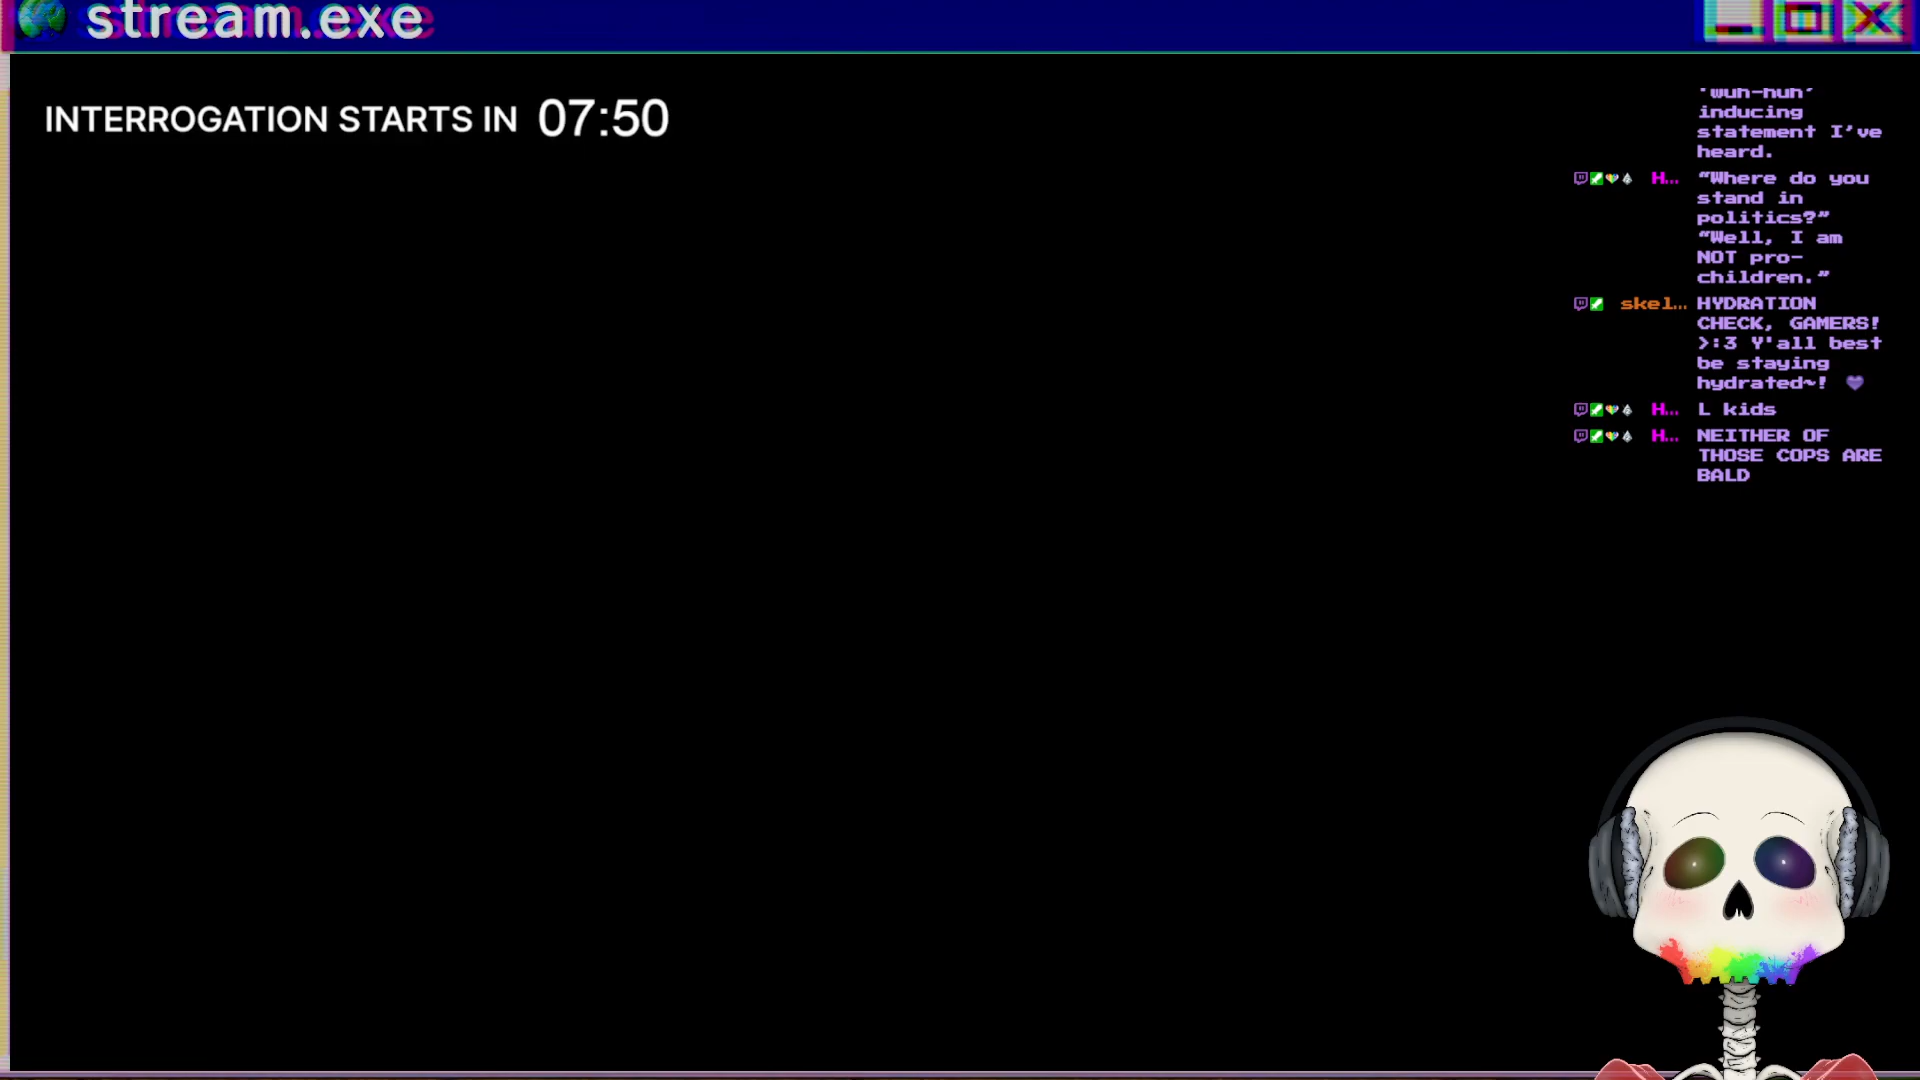 stream.exe
INTERROGATION STARTS IN 07:50
'wuh-huh'
inducing
statement I've
heard.
H... "Where do you
stand in
politics?"
"Well, I am
NOT pro-
children."
skel... HYDRATION
CHECK, GAMERS!
>:3 Y'all best
be staying
hydrated~! 💜
H... L kids
H... NEITHER OF
THOSE COPS ARE
BALD